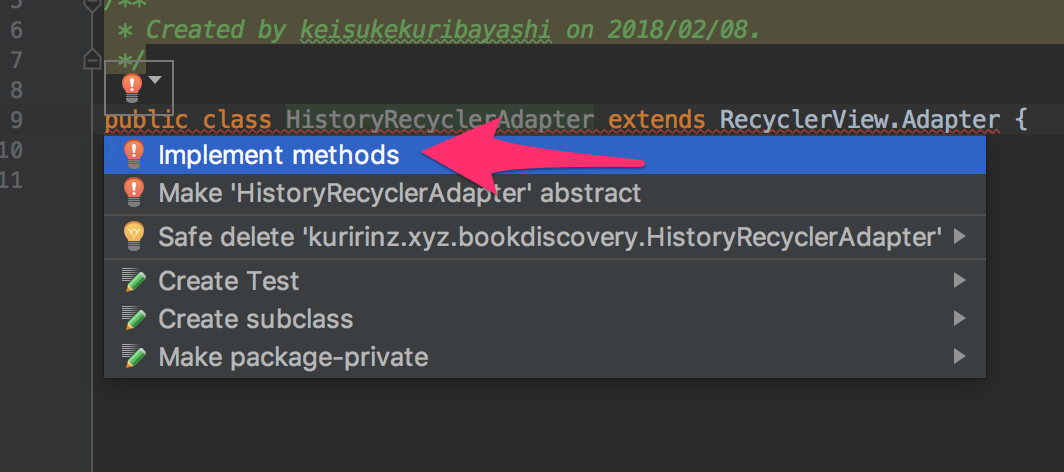 5 /**
6 * Created by keisukekuribayashi on 2018/02/08.
7 */
8
9 public class HistoryRecyclerAdapter extends RecyclerView.Adapter {
10 Implement methods
11 Make 'HistoryRecyclerAdapter' abstract
Safe delete 'kuririnz.xyz.bookdiscovery.HistoryRecyclerAdapter'
Create Test
Create subclass
Make package-private